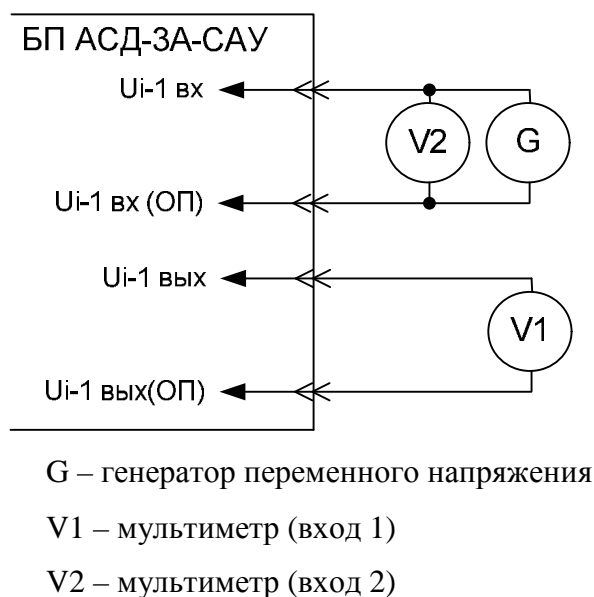 БП АСД-3А-САУ
Ui-1 вх
V2
G
Ui-1 вх (ОП)
Ui-1 вых
V1
Ui-1 вых(ОП)
G – генератор переменного напряжения
V1 – мультиметр (вход 1)
V2 – мультиметр (вход 2)